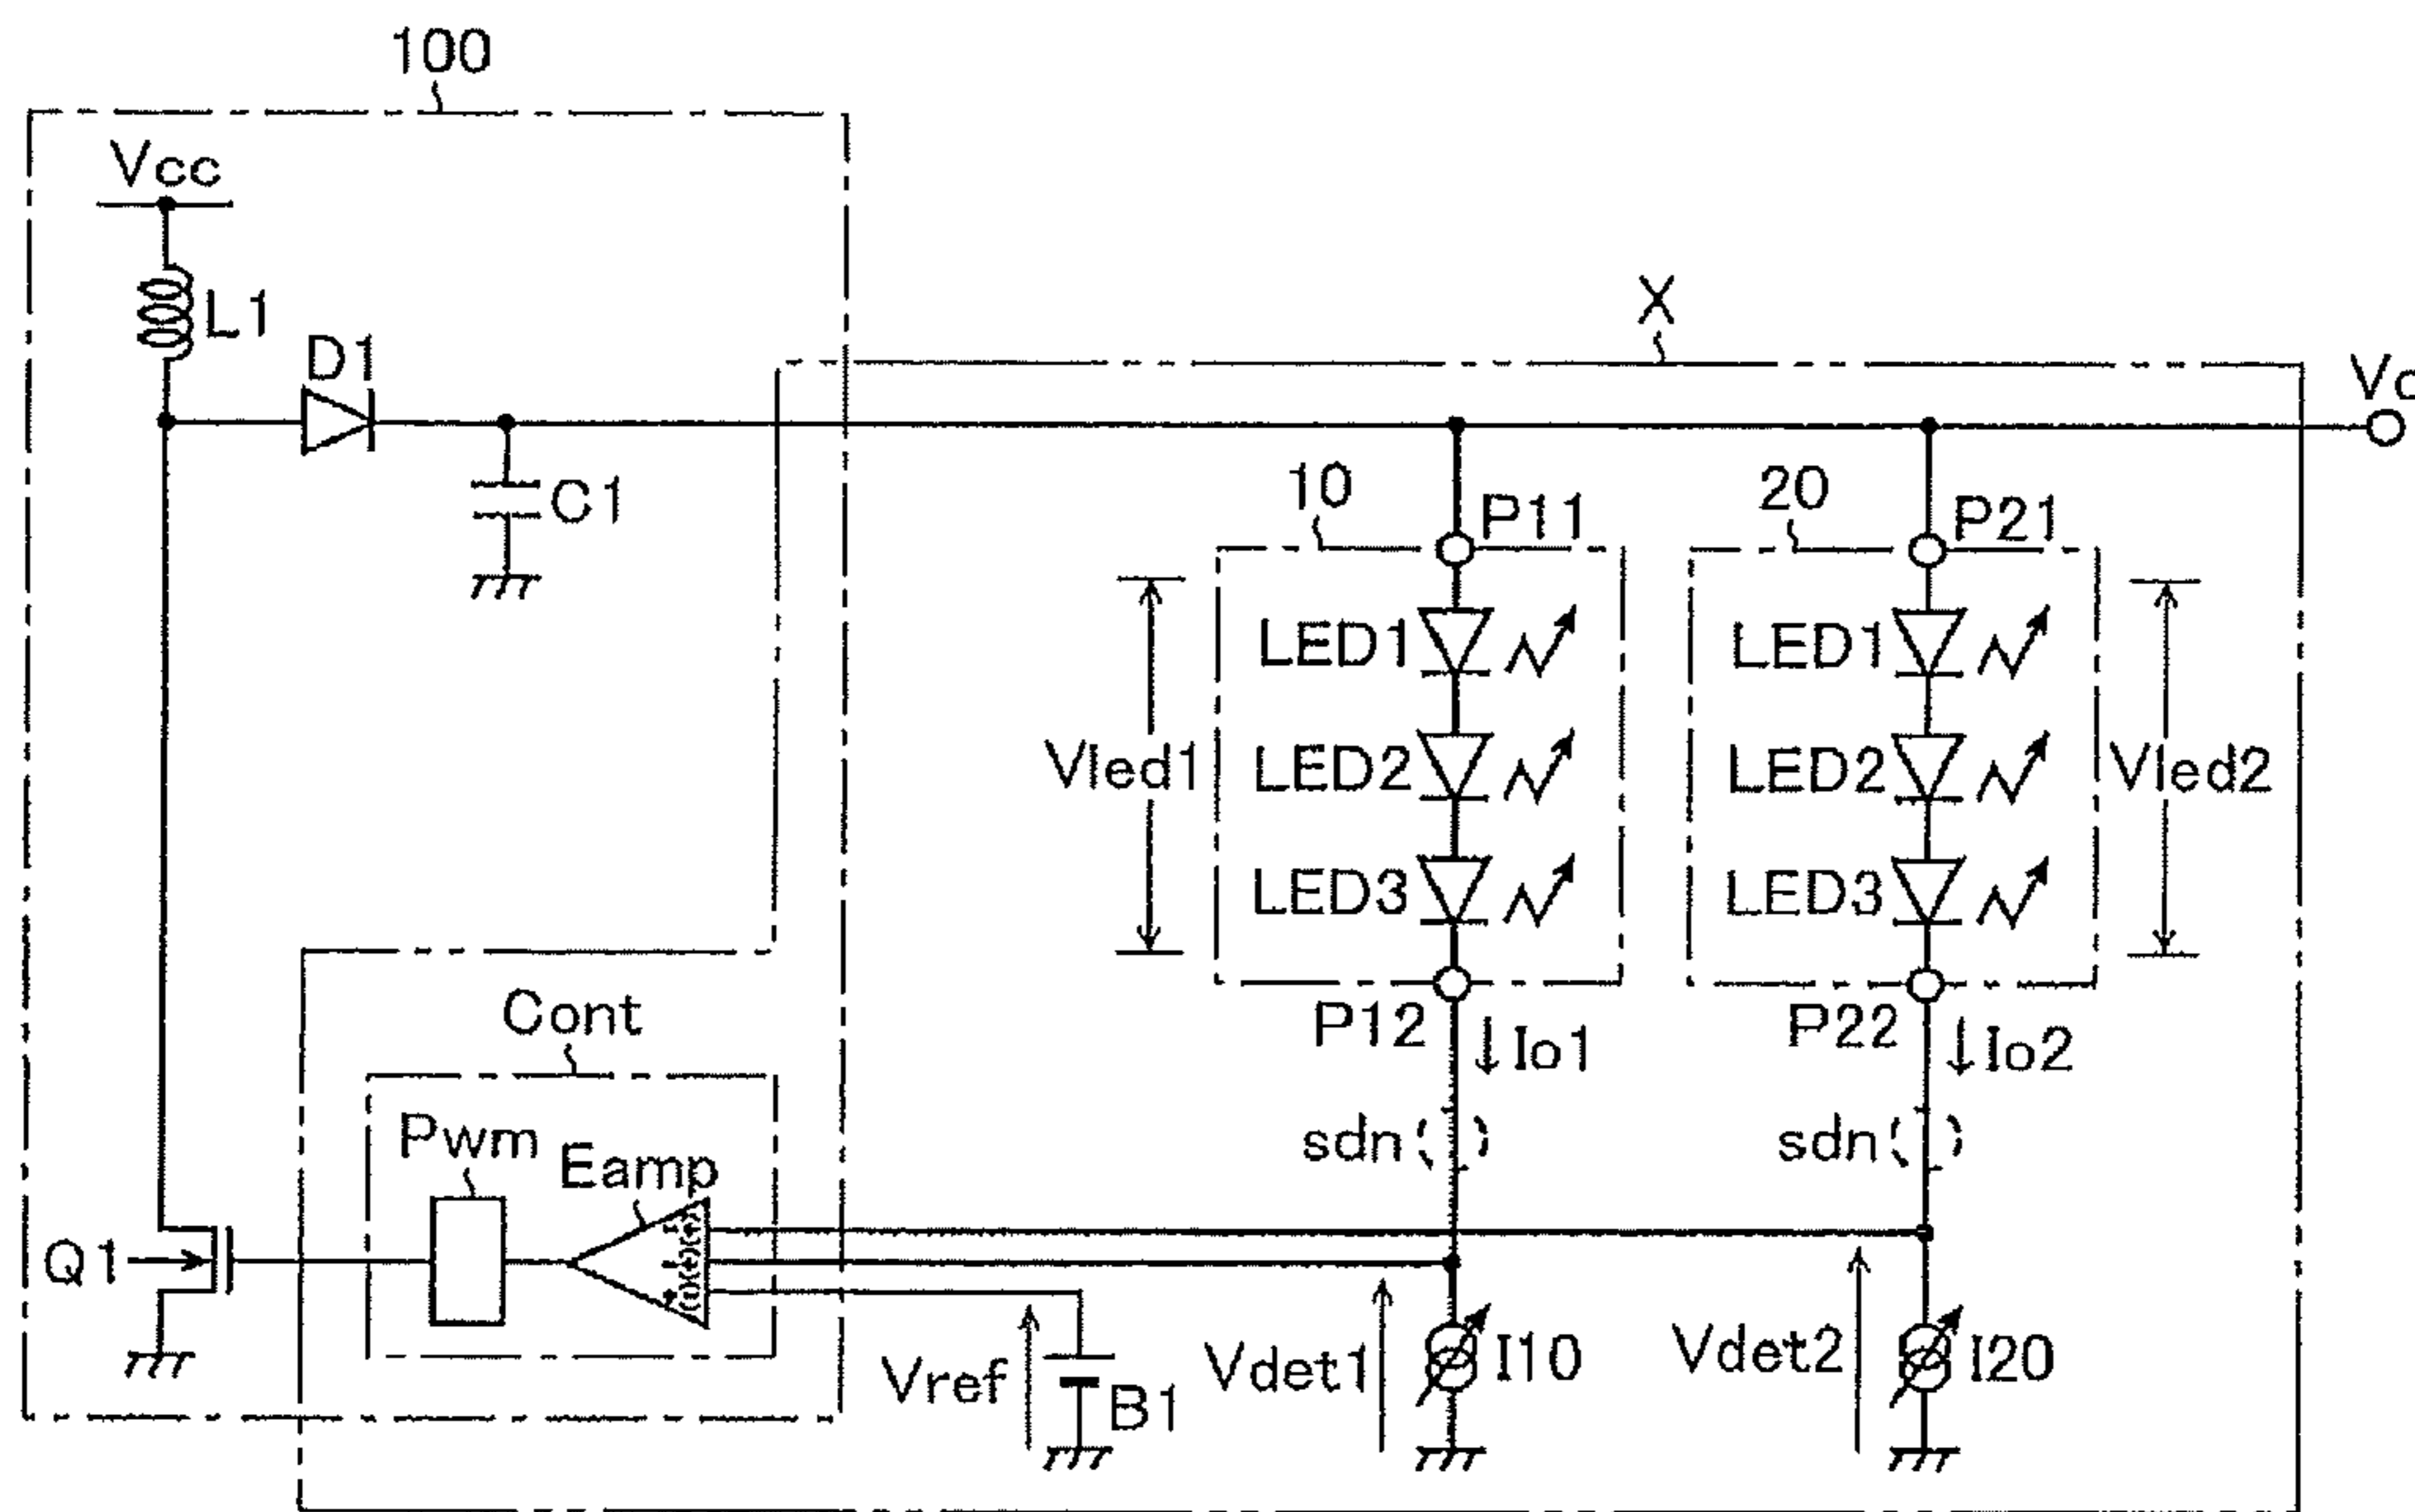 100
Vcc
L1
D1
C1
X
Vo
10
P11
20
P21
LED1
LED1
Vled1
LED2
LED2
Vled2
LED3
LED3
P12
Io1
P22
Io2
Cont
Pwm
Eamp
sdn
sdn
Q1
Vref
B1
Vdet1
I10
Vdet2
I20